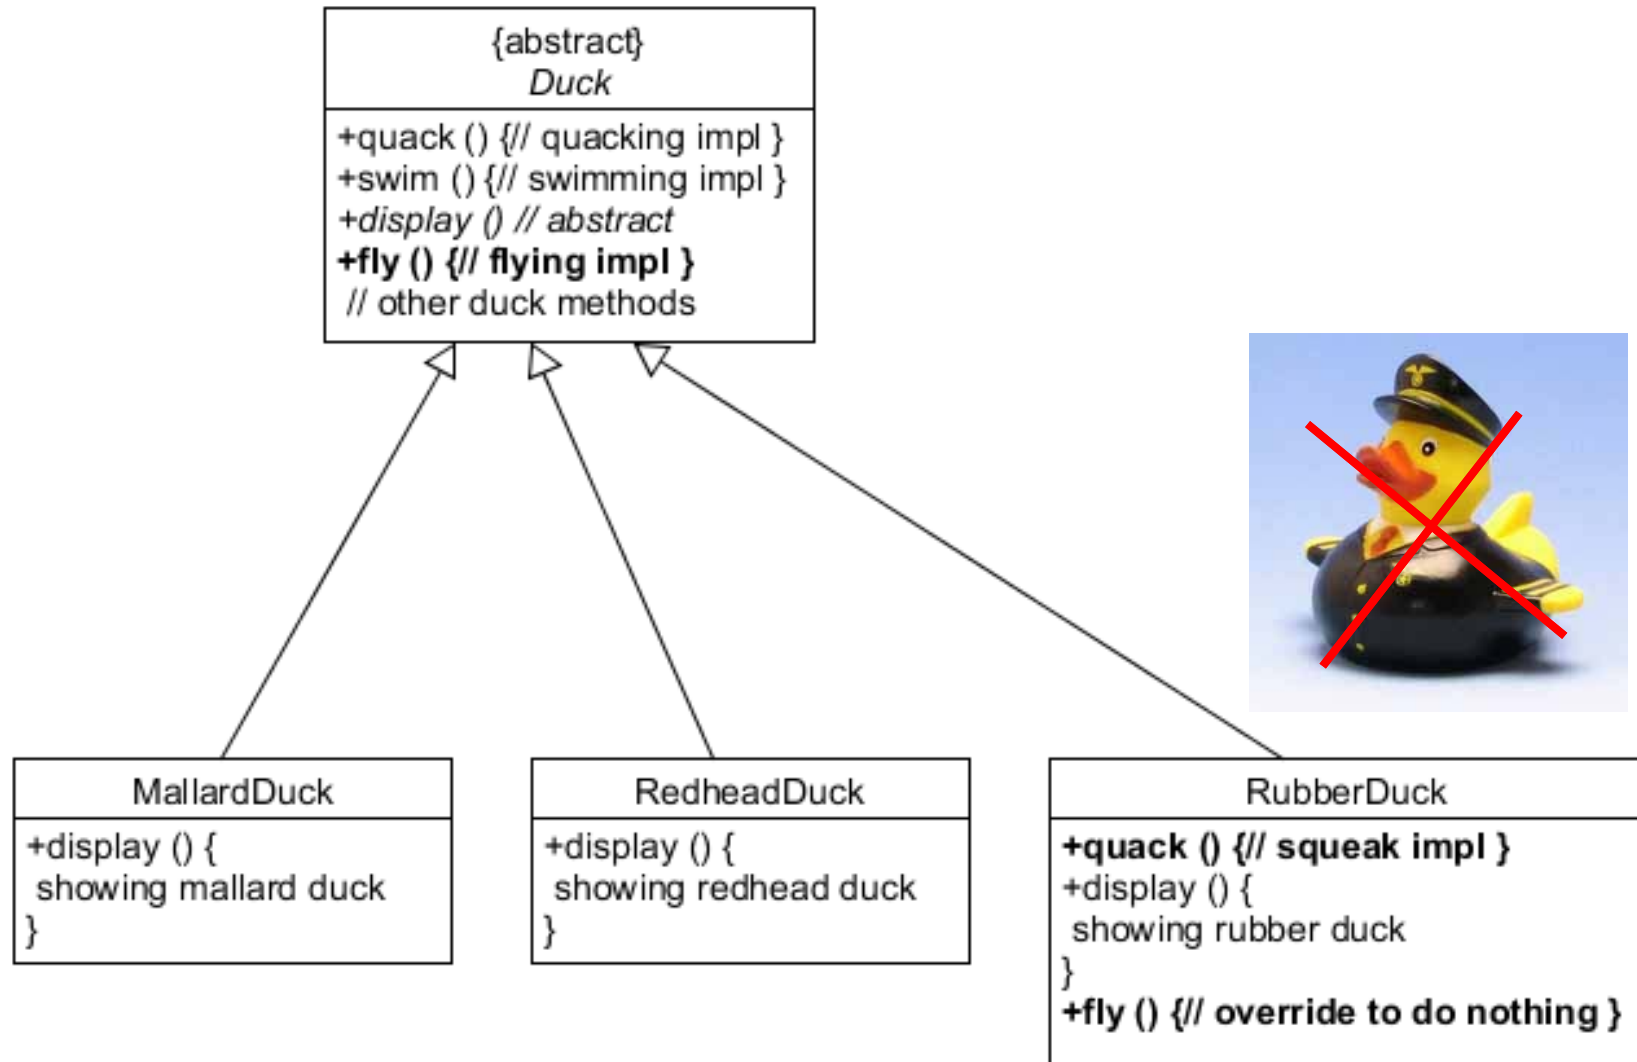 {abstract}
Duck
+quack () {// quacking impl }
+swim () {// swimming impl }
+display () // abstract
+fly () {// flying impl }
// other duck methods
MallardDuck
+display () {
showing mallard duck
}
RedheadDuck
+display () {
showing redhead duck
}
RubberDuck
+quack () {// squeak impl }
+display () {
showing rubber duck
}
+fly () {// override to do nothing }